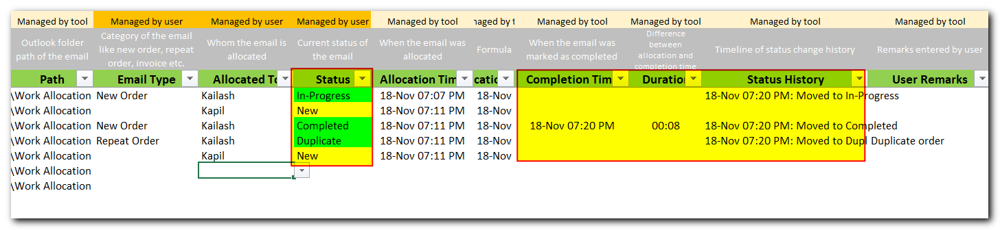 Managed by tool Managed by user Managed by user Managed by user Managed by tool naged by t Managed by tool Managed by tool Managed by tool Managed by tool
Outlook folder path of the email Category of the email like new order, repeat order, invoice etc. Whom the email is allocated Current status of the email When the email was allocated Formula When the email was marked as completed Difference between allocation and completion time Timeline of status change history Remarks entered by user
Path Email Type Allocated To Status Allocation Tim catic Completion Tim Duration Status History User Remarks
\Work Allocation New Order Kailash In-Progress 18-Nov 07:07 PM 18-Nov 18-Nov 07:20 PM: Moved to In-Progress
\Work Allocation Kapil New 18-Nov 07:11 PM 18-Nov
\Work Allocation New Order Kailash Completed 18-Nov 07:11 PM 18-Nov 18-Nov 07:20 PM 00:08 18-Nov 07:20 PM: Moved to Completed
\Work Allocation Repeat Order Kailash Duplicate 18-Nov 07:11 PM 18-Nov 18-Nov 07:20 PM: Moved to Dupl Duplicate order
\Work Allocation Kapil New 18-Nov 07:11 PM 18-Nov
\Work Allocation
\Work Allocation